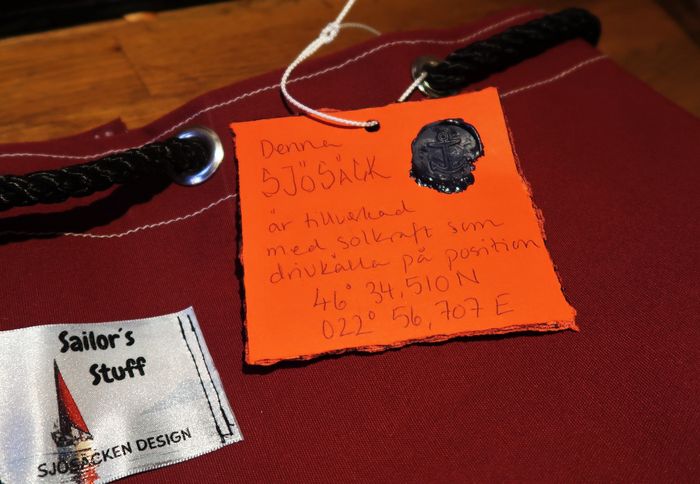 Denna
SJÖSÄCK
är tillverkad
med solkraft som
drivkälla på position
46° 34,510 N
022° 56,707 E
Sailor's
Stuff
SJÖSÄCKEN DESIGN